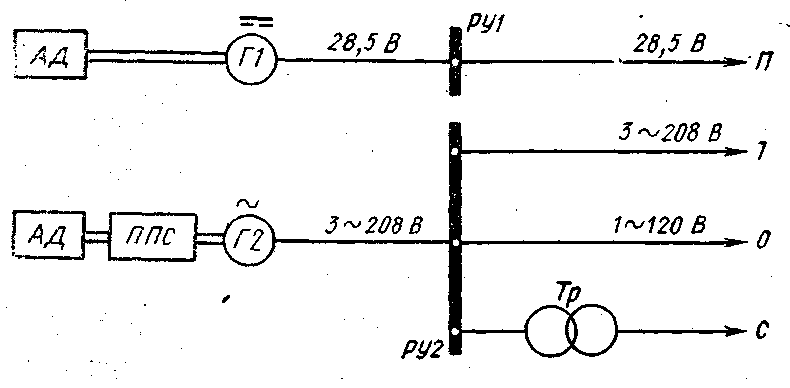 РУ1
АД Г1 28,5 В 28,5 В П
3~208 В Т
АД ППС ~ Г2 3~208 В 1~120 В О
Тр
РУ2 С